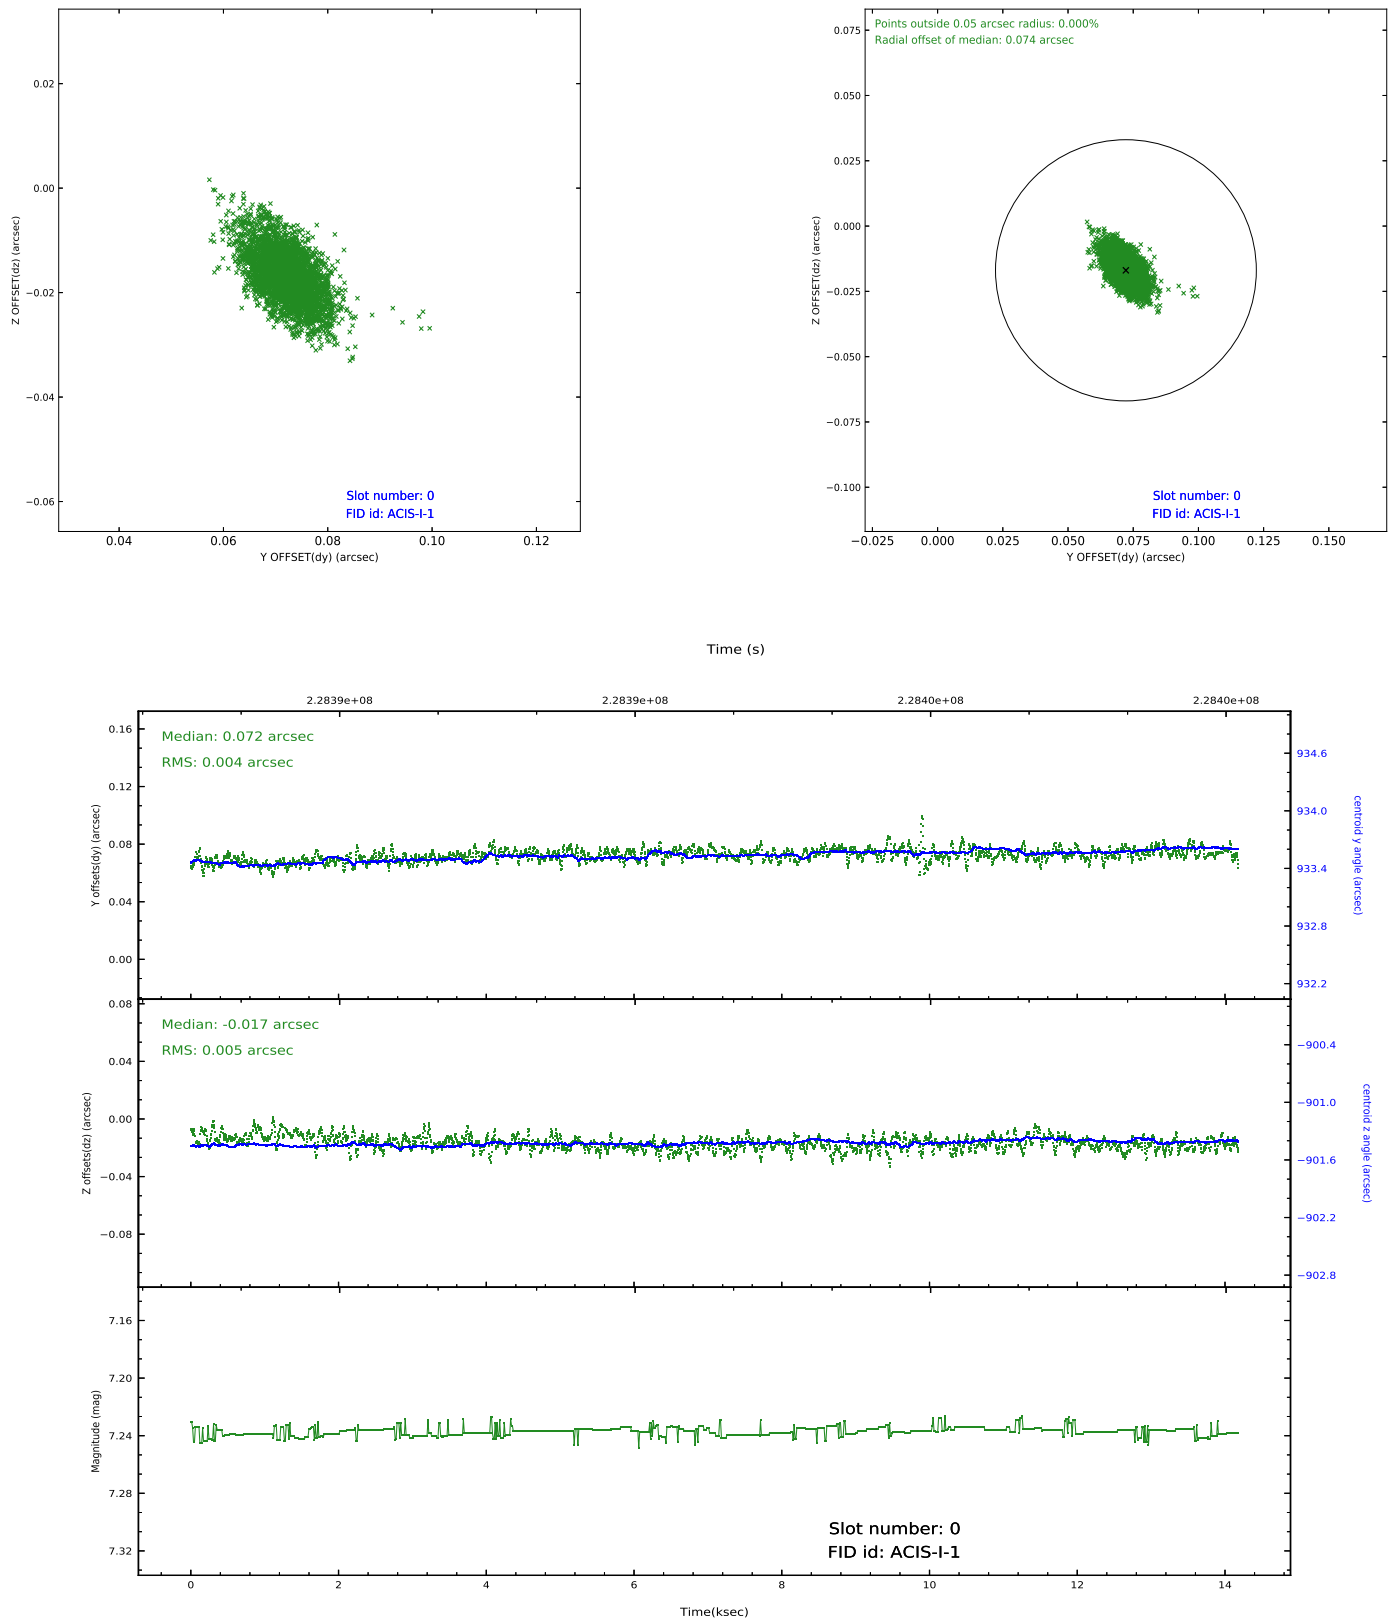 0.02
0.00
−0.02
−0.04
−0.06
Z OFFSET(dz) (arcsec)
0.04
0.06
0.08
0.10
0.12
Y OFFSET(dy) (arcsec)
Slot number: 0
FID id: ACIS-I-1
Points outside 0.05 arcsec radius: 0.000%
Radial offset of median: 0.074 arcsec
0.075
0.050
0.025
0.000
−0.025
−0.050
−0.075
−0.100
Z OFFSET(dz) (arcsec)
−0.025
0.000
0.025
0.050
0.075
0.100
0.125
0.150
Y OFFSET(dy) (arcsec)
Slot number: 0
FID id: ACIS-I-1
Time (s)
2.2839e+08
2.2839e+08
2.2840e+08
2.2840e+08
Median: 0.072 arcsec
RMS: 0.004 arcsec
0.16
0.12
0.08
0.04
0.00
Y offsets(dy) (arcsec)
934.6
934.0
933.4
932.8
932.2
centroid y angle (arcsec)
Median: -0.017 arcsec
RMS: 0.005 arcsec
0.08
0.04
0.00
−0.04
−0.08
Z offsets(dz) (arcsec)
−900.4
−901.0
−901.6
−902.2
−902.8
centroid z angle (arcsec)
7.16
7.20
7.24
7.28
7.32
Magnitude (mag)
Slot number: 0
FID id: ACIS-I-1
0
2
4
6
8
10
12
14
Time(ksec)